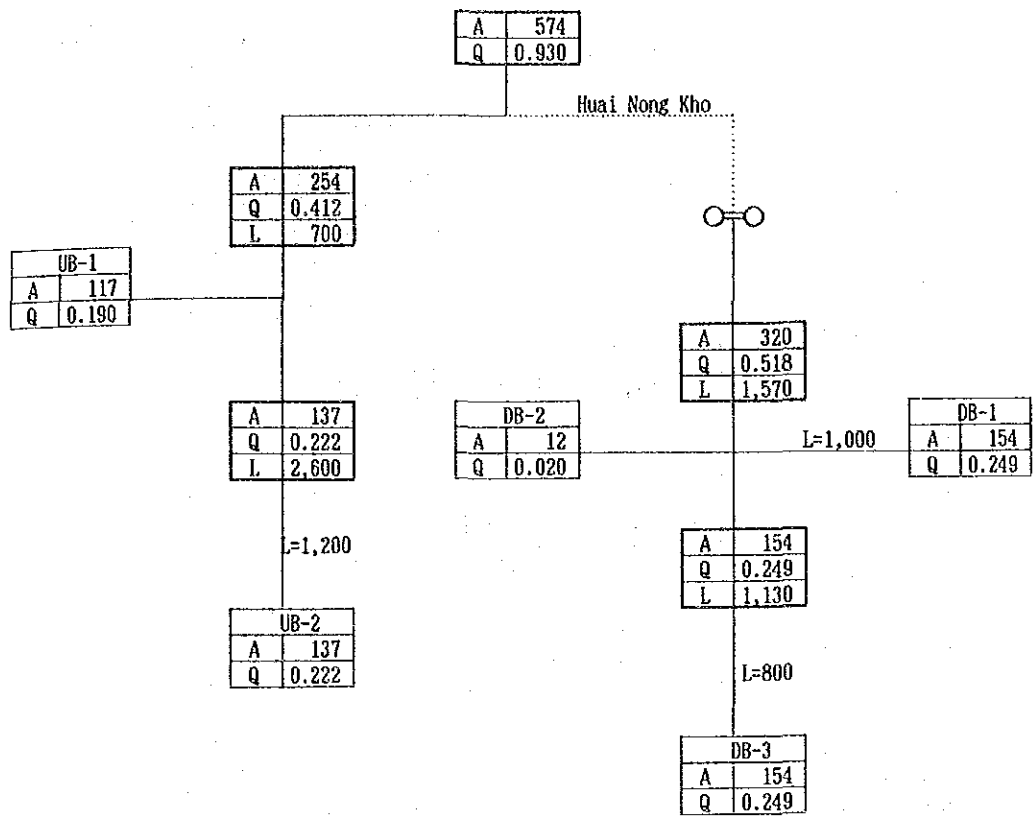 A 574
Q 0.930
Huai Nong Kho
A 254
Q 0.412
L 700
UB-1
A 117
Q 0.190
A 320
Q 0.518
L 1,570
A 137
Q 0.222
L 2,600
DB-2
A 12
Q 0.020
L=1,000
DB-1
A 154
Q 0.249
L=1,200
A 154
Q 0.249
L 1,130
UB-2
A 137
Q 0.222
L=800
DB-3
A 154
Q 0.249